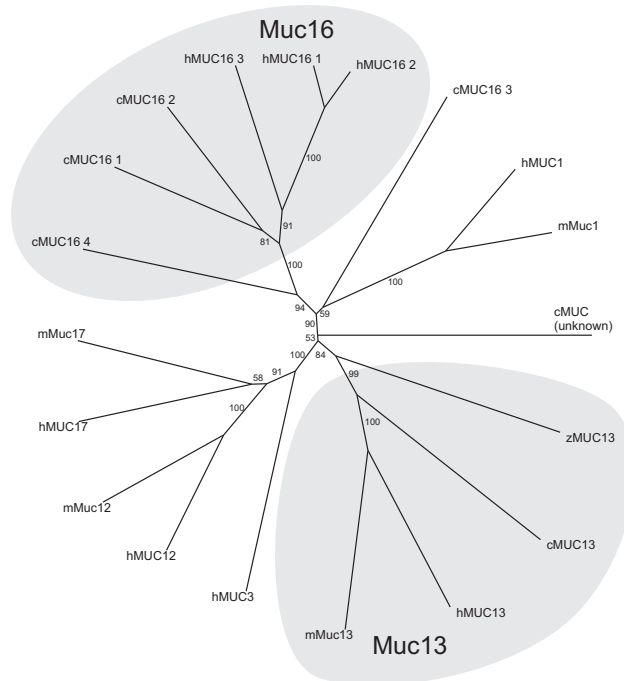 Muc16
hMUC16 3
hMUC16 1
hMUC16 2
cMUC16 2
cMUC16 3
cMUC16 1
hMUC1
100
mMuc1
91
cMUC16 4
81
100
100
94
59
cMUC
(unknown)
90
53
mMuc17
100
84
91
58
99
hMUC17
100
100
zMUC13
mMuc12
cMUC13
hMUC12
hMUC3
hMUC13
mMuc13
Muc13